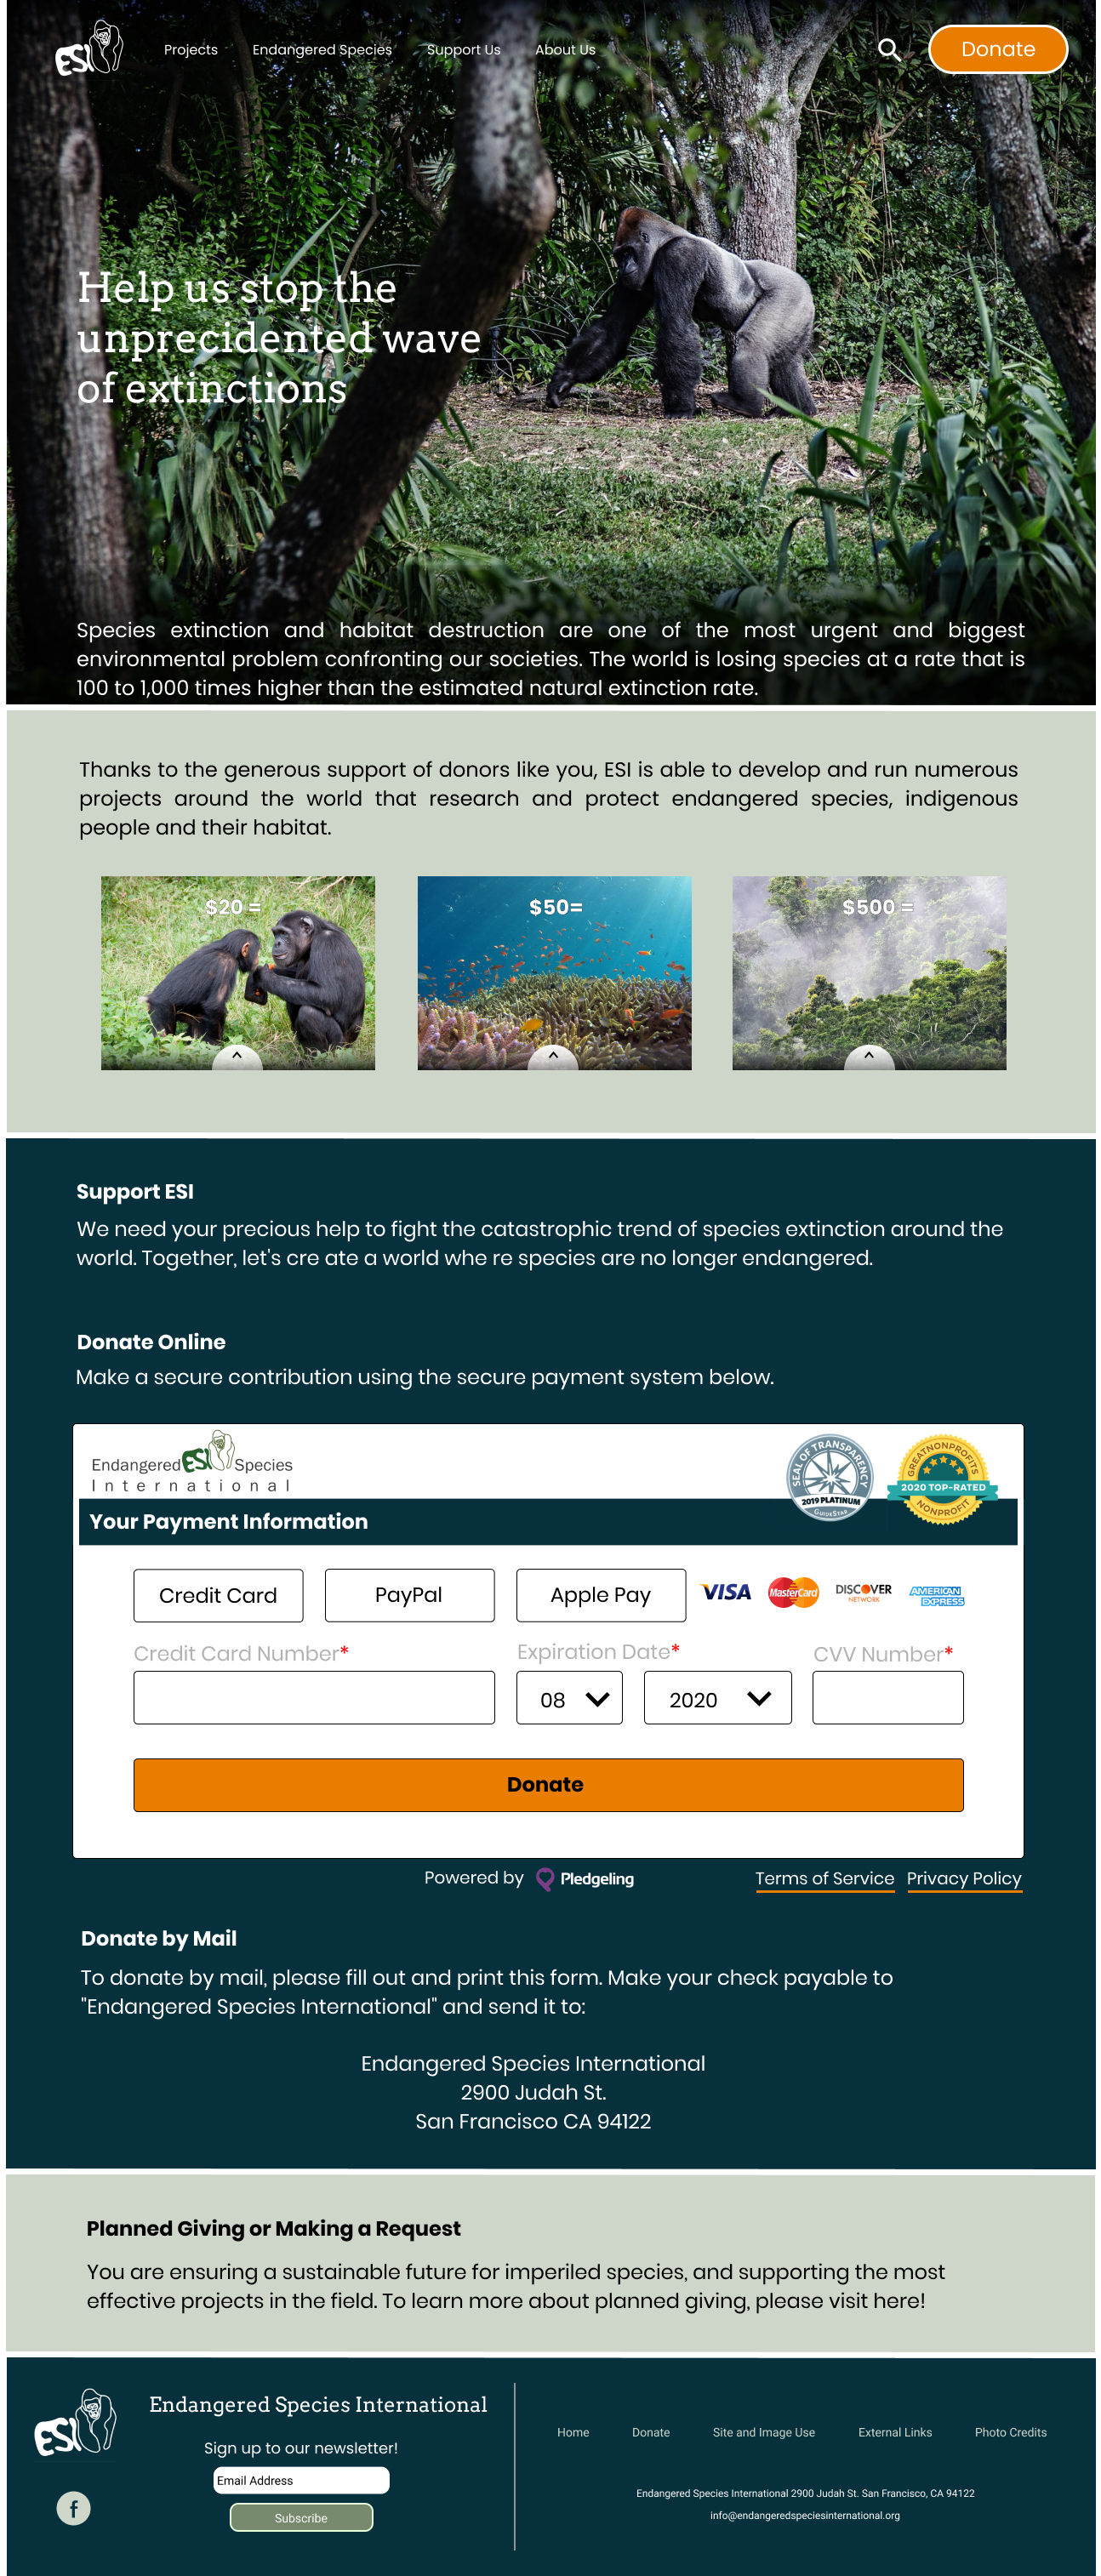 ESI
Projects Endangered Species Support Us About Us
Donate
Help us stop the
unprecidented wave
of extinctions
Species extinction and habitat destruction are one of the most urgent and biggest
environmental problem confronting our societies. The world is losing species at a rate that is
100 to 1,000 times higher than the estimated natural extinction rate.
Thanks to the generous support of donors like you, ESI is able to develop and run numerous
projects around the world that research and protect endangered species, indigenous
people and their habitat.
$20 =
$50=
$500 =
Support ESI
We need your precious help to fight the catastrophic trend of species extinction around the
world. Together, let's cre ate a world whe re species are no longer endangered.
Donate Online
Make a secure contribution using the secure payment system below.
Endangered ESI Species
International
SEAL OF TRANSPARENCY
2019 PLATINUM
GUIDESTAR
GREATNONPROFITS
2020 TOP-RATED
NONPROFIT
Your Payment Information
Credit Card PayPal Apple Pay
VISA MasterCard DISCOVER NETWORK AMERICAN EXPRESS
Credit Card Number* Expiration Date* CVV Number*
08 2020
Donate
Powered by Pledgeling
Terms of Service Privacy Policy
Donate by Mail
To donate by mail, please fill out and print this form. Make your check payable to
"Endangered Species International" and send it to:
Endangered Species International
2900 Judah St.
San Francisco CA 94122
Planned Giving or Making a Request
You are ensuring a sustainable future for imperiled species, and supporting the most
effective projects in the field. To learn more about planned giving, please visit here!
ESI
Endangered Species International
Sign up to our newsletter!
Email Address
Subscribe
f
Home Donate Site and Image Use External Links Photo Credits
Endangered Species International 2900 Judah St. San Francisco, CA 94122
info@endangeredspeciesinternational.org